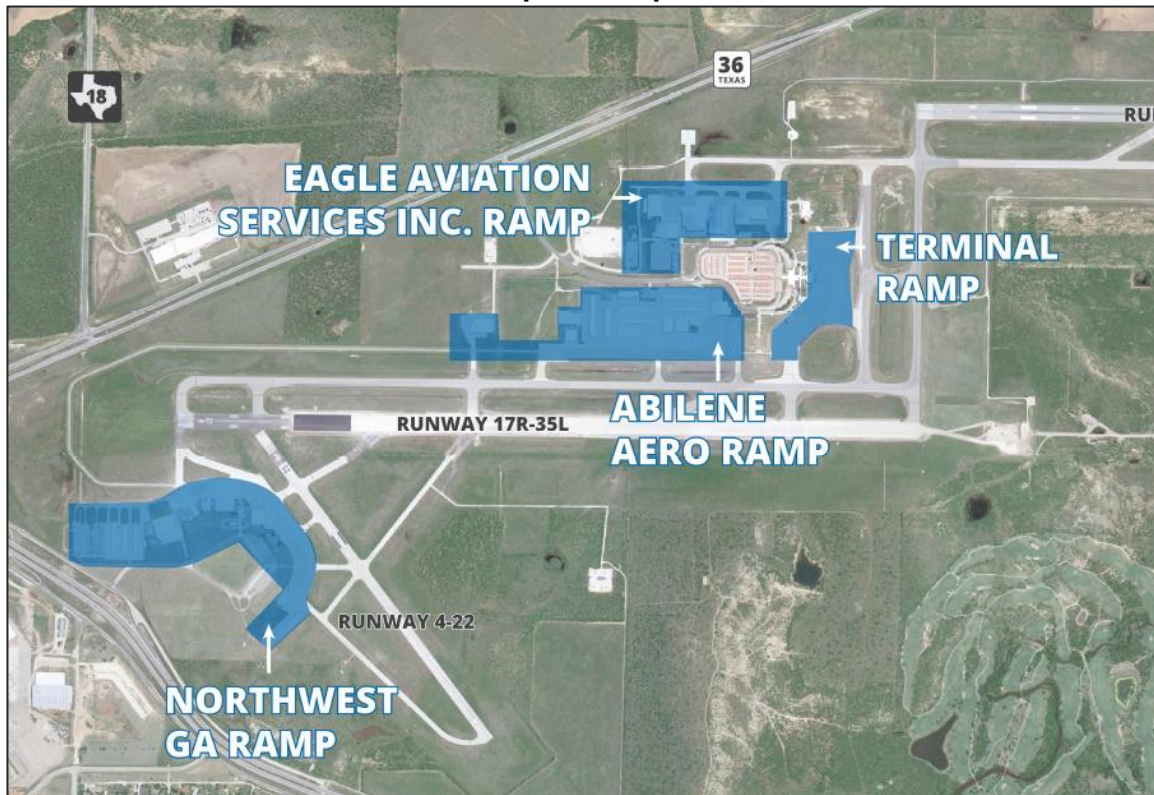 36
TEXAS
18
EAGLE AVIATION
SERVICES INC. RAMP
TERMINAL
RAMP
ABILENE
AERO RAMP
RUNWAY 17R-35L
RUNWAY 4-22
NORTHWEST
GA RAMP